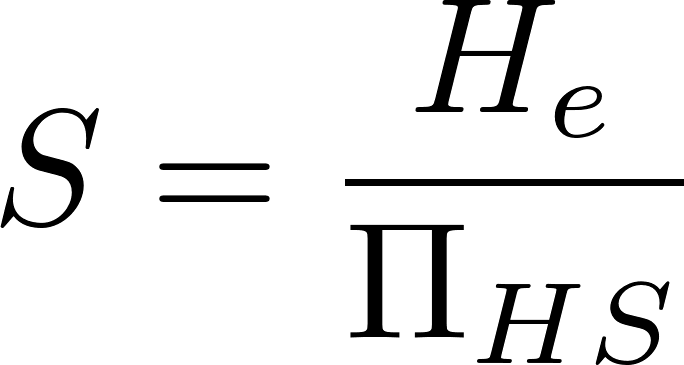 S = \frac{H_e}{\Pi_{HS}}